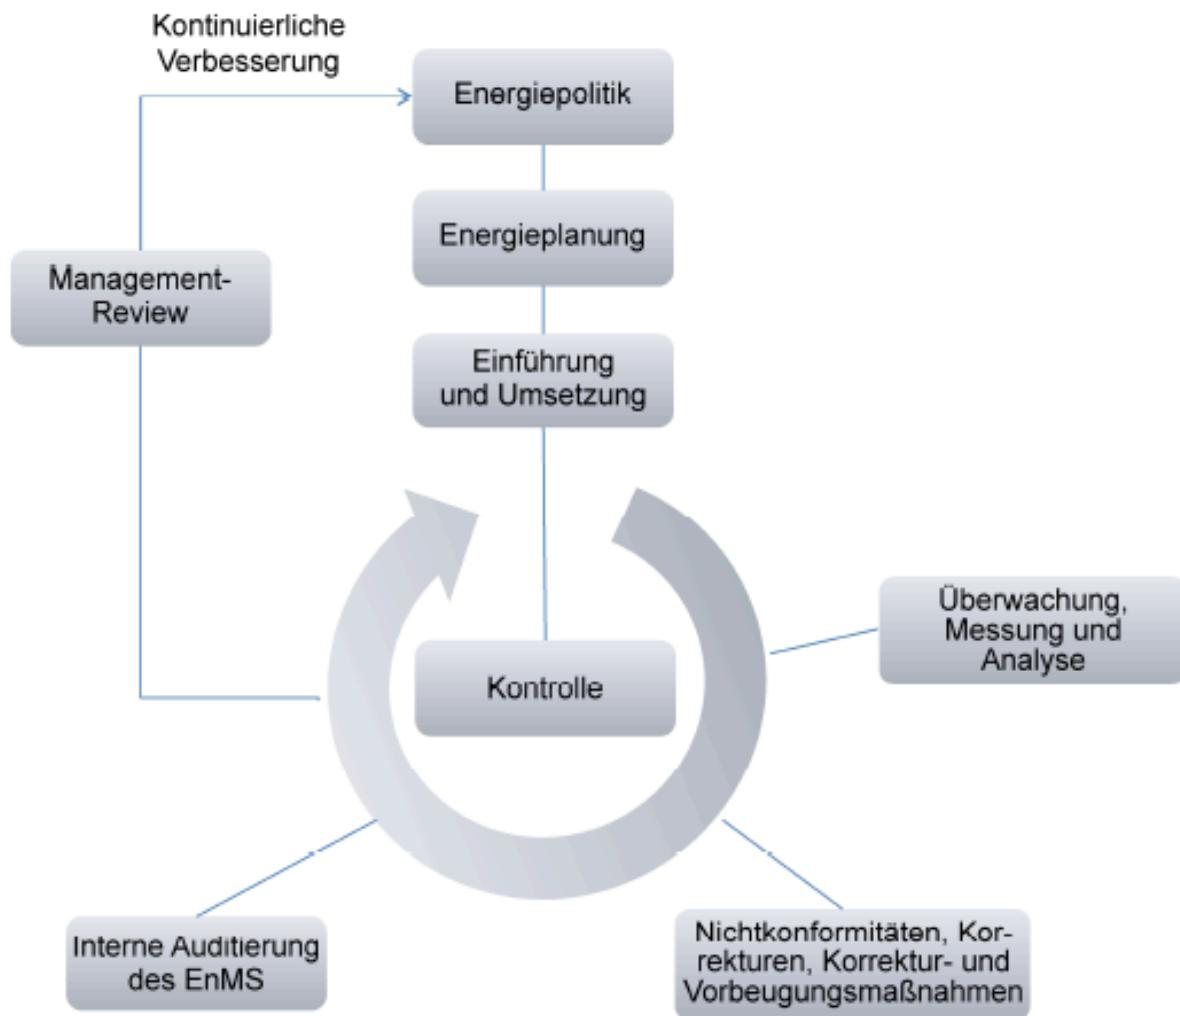 Kontinuierliche
Verbesserung
Energiepolitik
Energieplanung
Management-
Review
Einführung
und Umsetzung
Überwachung,
Messung und
Analyse
Kontrolle
Interne Auditierung
des EnMS
Nichtkonformitäten, Kor-
rekturen, Korrektur- und
Vorbeugungsmaßnahmen